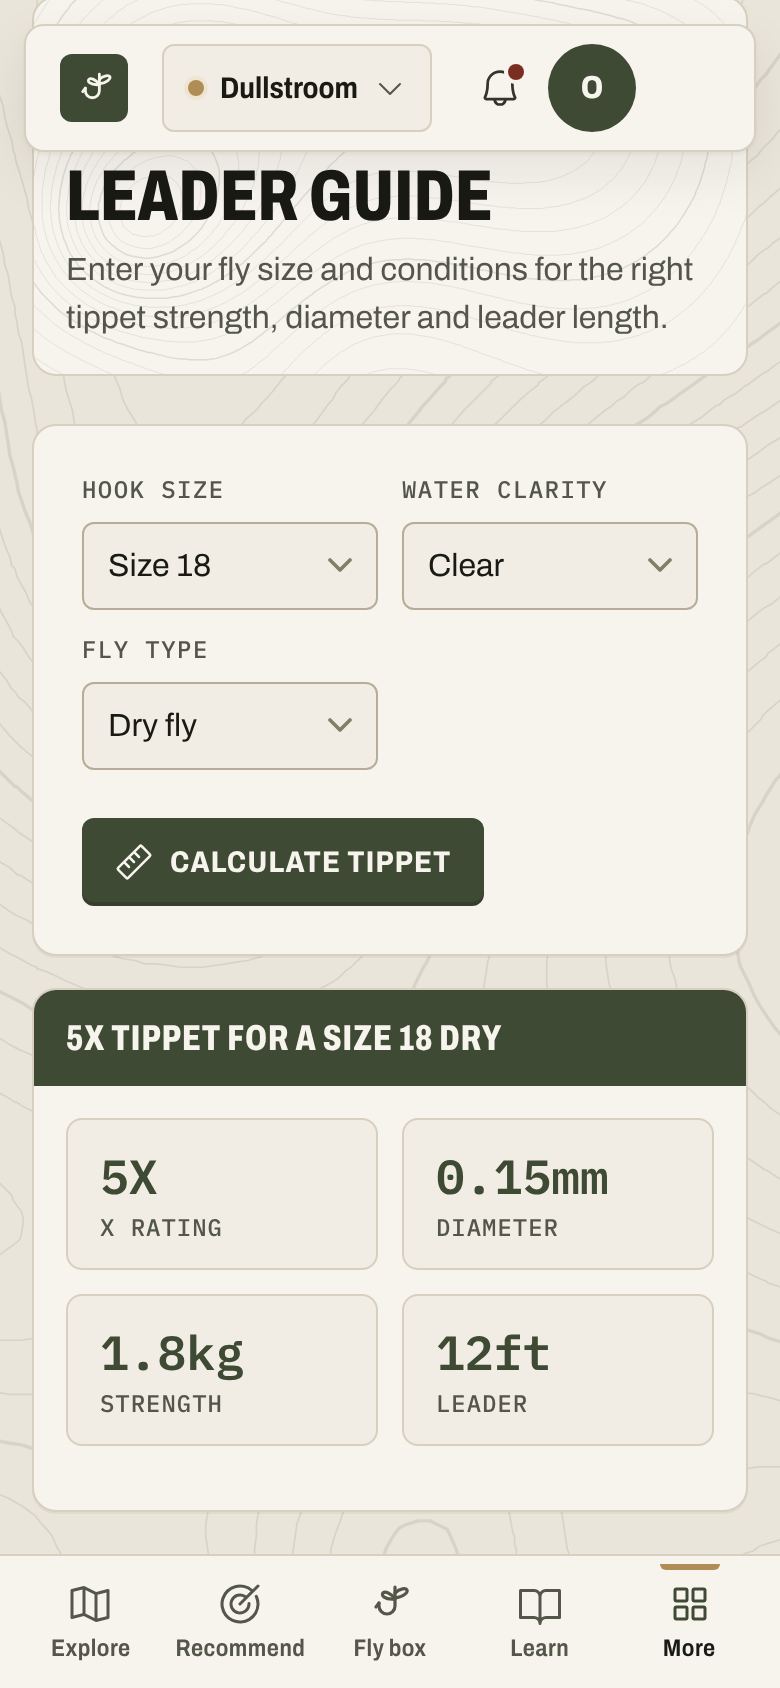 Dullstroom
O
LEADER GUIDE
Enter your fly size and conditions for the right
tippet strength, diameter and leader length.
HOOK SIZE
WATER CLARITY
Size 18
Clear
FLY TYPE
Dry fly
CALCULATE TIPPET
5X TIPPET FOR A SIZE 18 DRY
5X
X RATING
0.15mm
DIAMETER
1.8kg
STRENGTH
12ft
LEADER
Explore
Recommend
Fly box
Learn
More